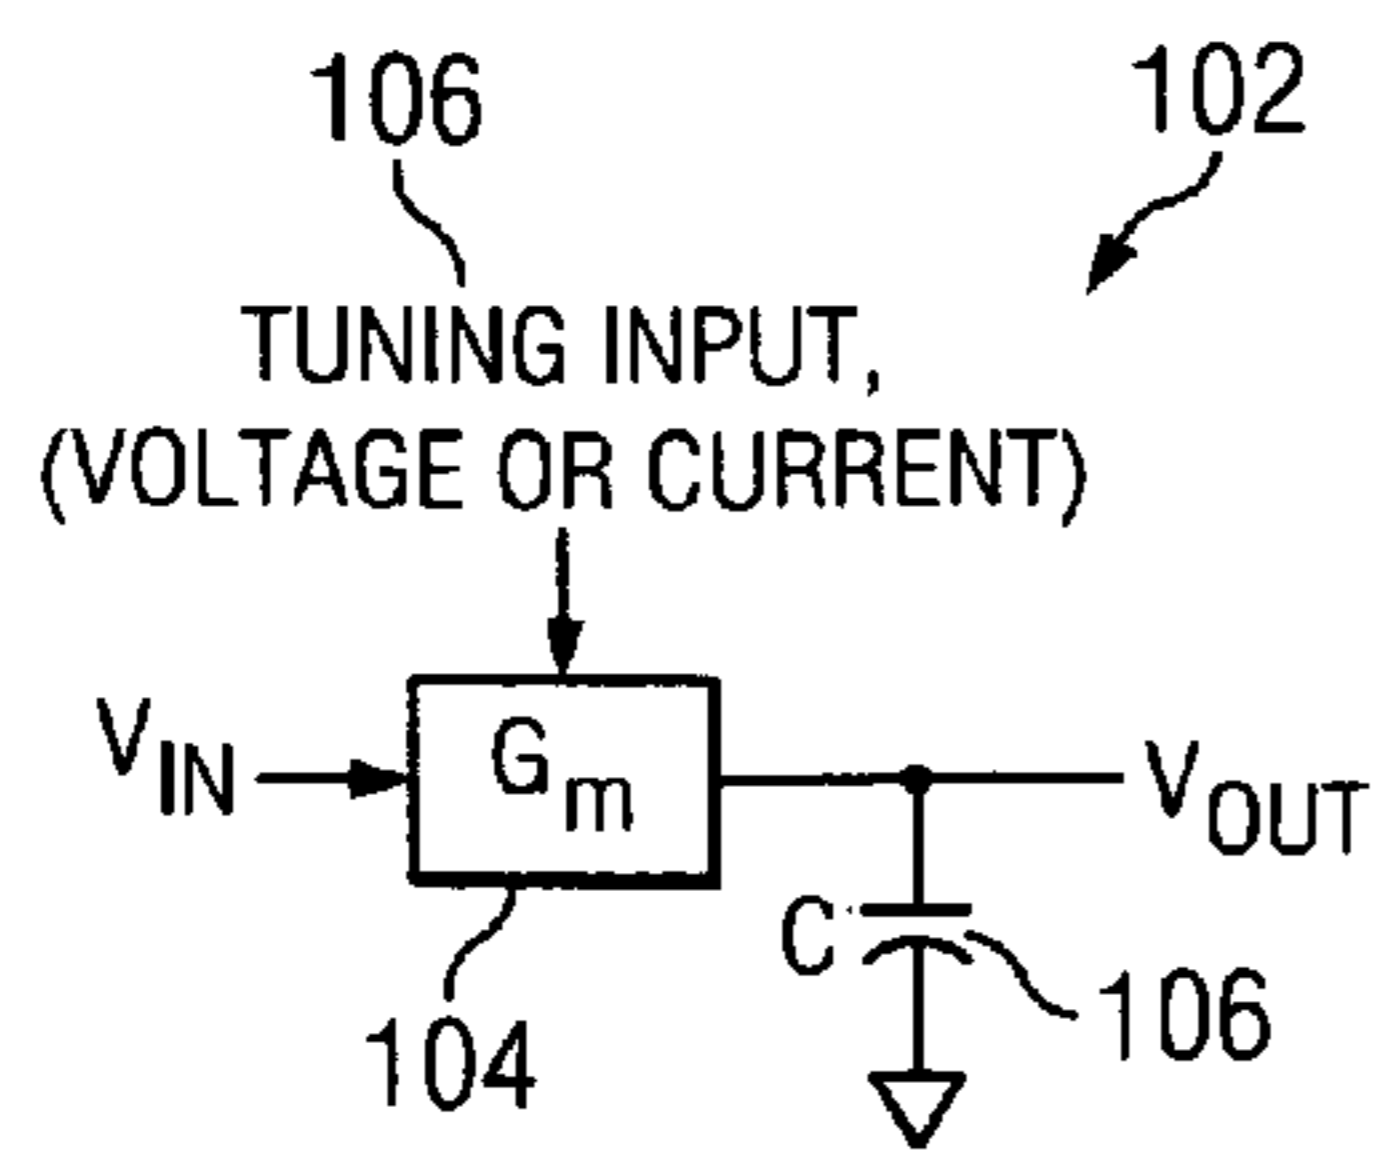 106
102
TUNING INPUT,
(VOLTAGE OR CURRENT)
VIN
Gm
VOUT
C
106
104